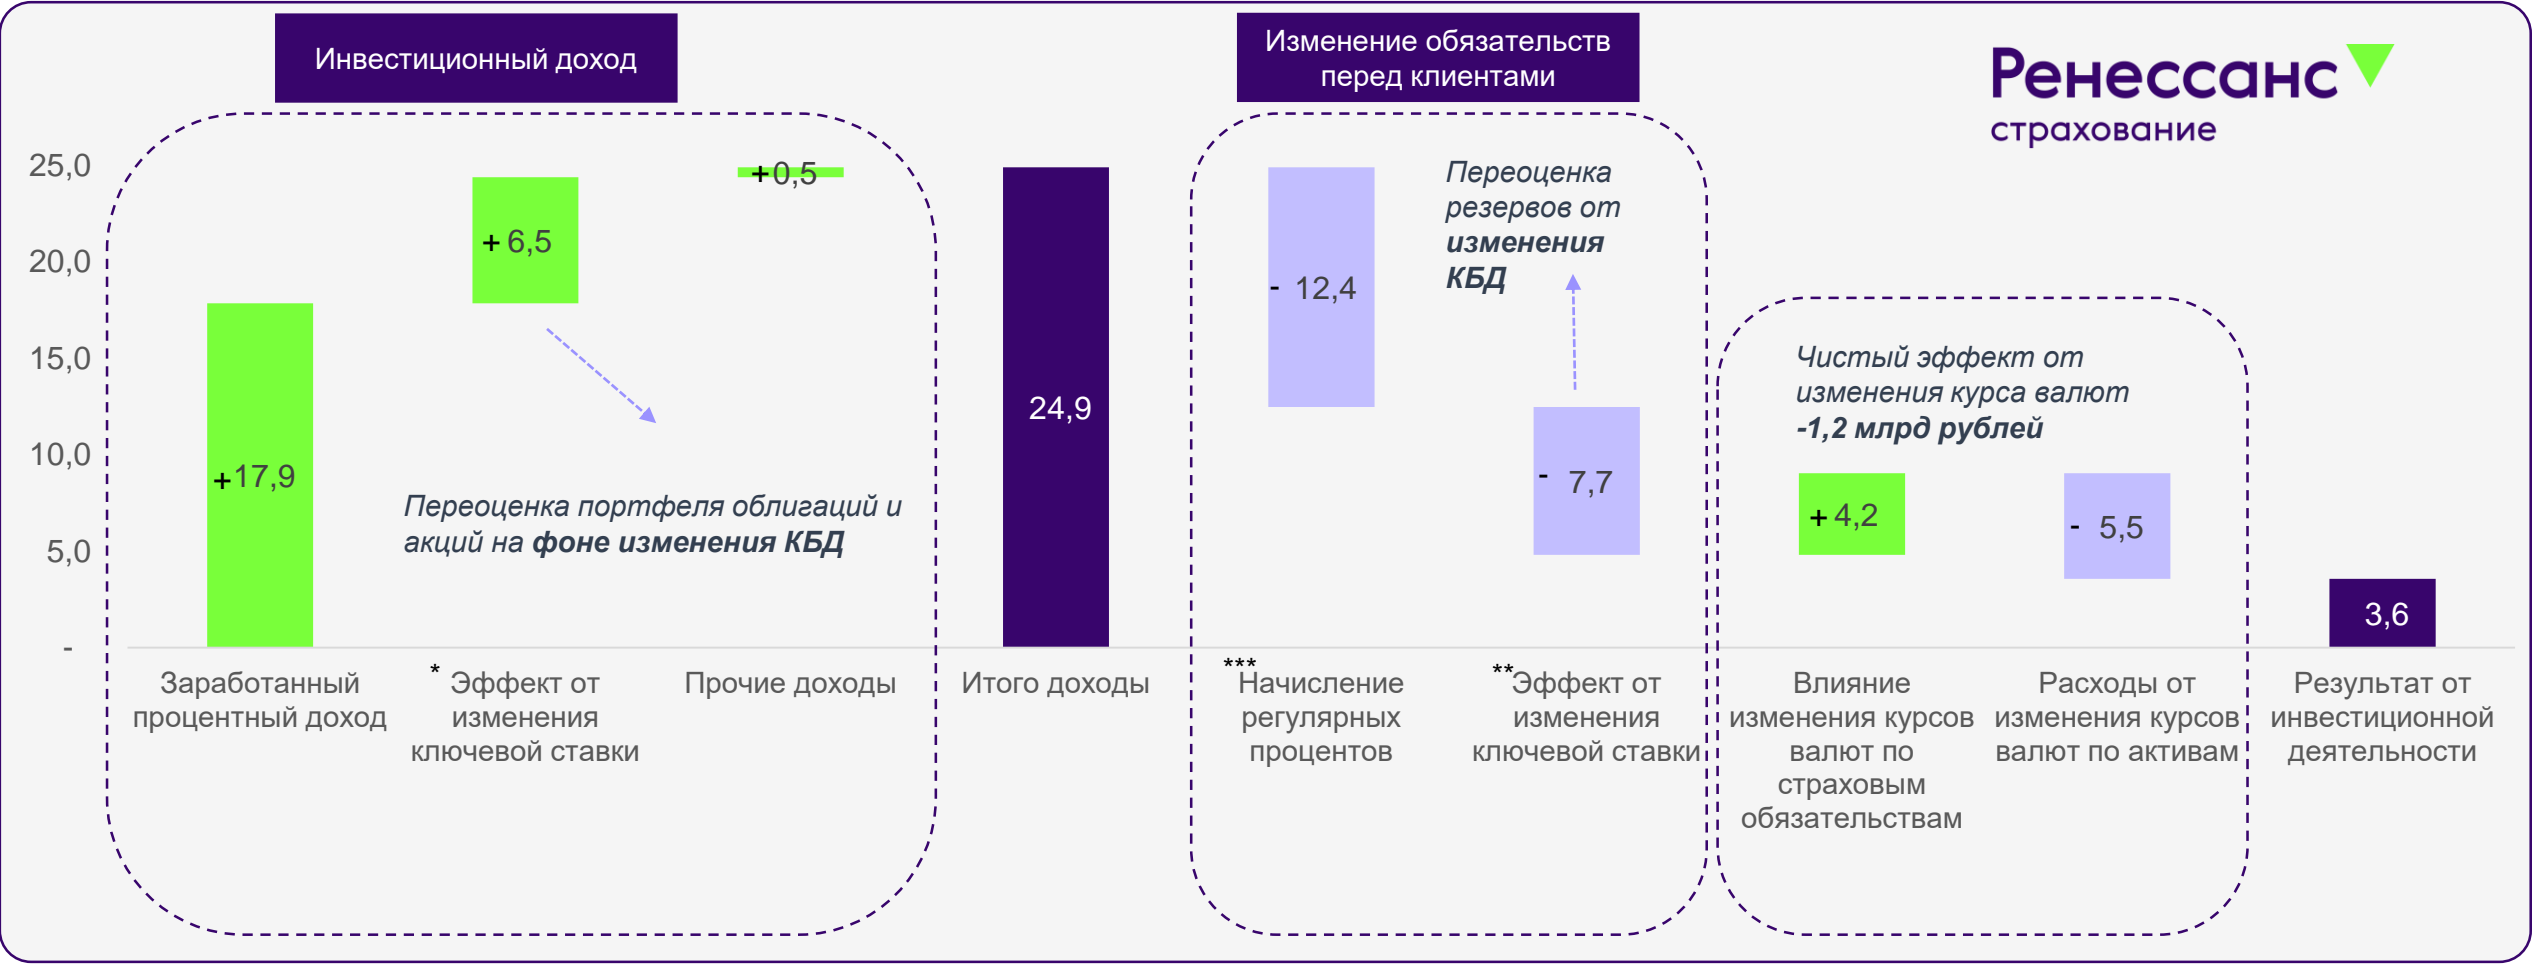 Инвестиционный доход
Изменение обязательств
перед клиентами
Ренессанс
страхование
25,0
20,0
15,0
10,0
5,0
-
+17,9
+ 6,5
+0,5
24,9
- 12,4
- 7,7
+ 4,2
- 5,5
3,6
Переоценка портфеля облигаций и
акций на фоне изменения КБД
Переоценка
резервов от
изменения
КБД
Чистый эффект от
изменения курса валют
-1,2 млрд рублей
Заработанный
процентный доход
* Эффект от
изменения
ключевой ставки
Прочие доходы
Итого доходы
***
Начисление
регулярных
процентов
**Эффект от
изменения
ключевой ставки
Влияние
изменения курсов
валют по
страховым
обязательствам
Расходы от
изменения курсов
валют по активам
Результат от
инвестиционной
деятельности